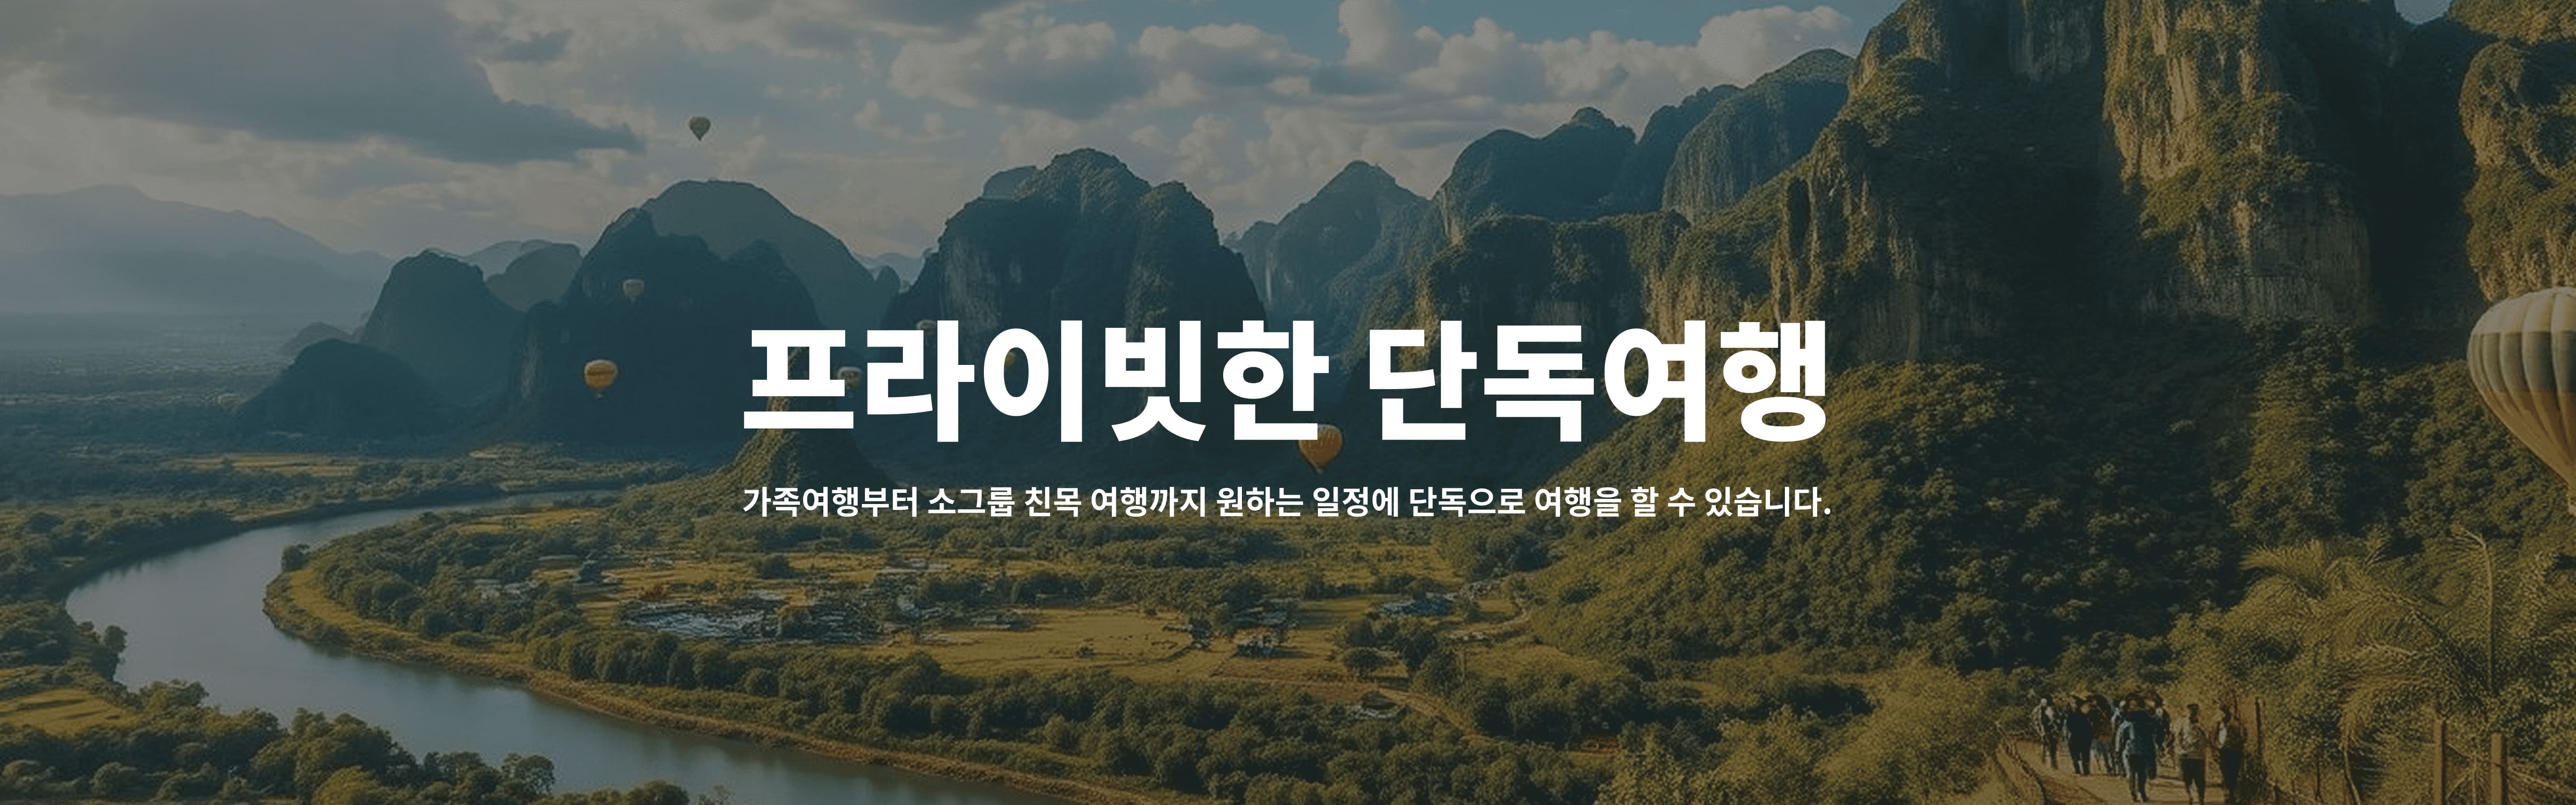 프라이빗한 단독여행
가족여행부터 소그룹 친목 여행까지 원하는 일정에 단독으로 여행을 할 수 있습니다.